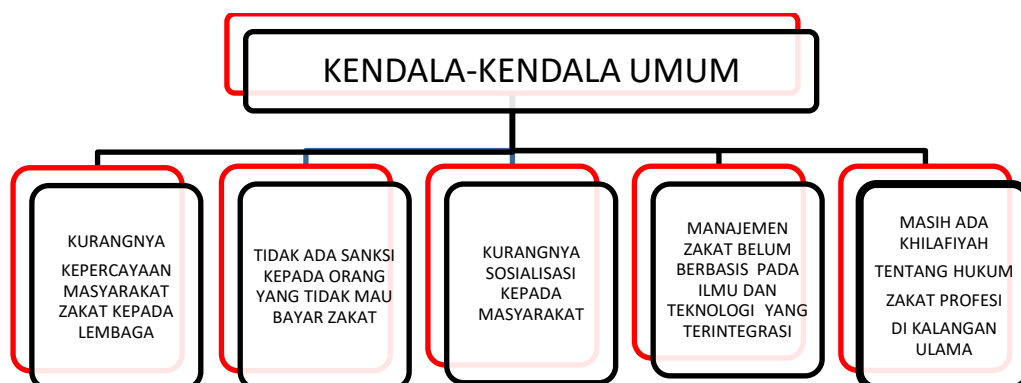 KENDALA-KENDALA UMUM
KURANGNYA
KEPERCAYAAN
MASYARAKAT
ZAKAT KEPADA
LEMBAGA
TIDAK ADA SANKSI
KEPADA ORANG
YANG TIDAK MAU
BAYAR ZAKAT
KURANGNYA
SOSIALISASI
KEPADA
MASYARAKAT
MANAJEMEN
ZAKAT BELUM
BERBASIS PADA
ILMU DAN
TEKNOLOGI YANG
TERINTEGRASI
MASIH ADA
KHILAFIYAH
TENTANG HUKUM
ZAKAT PROFESI
DI KALANGAN
ULAMA